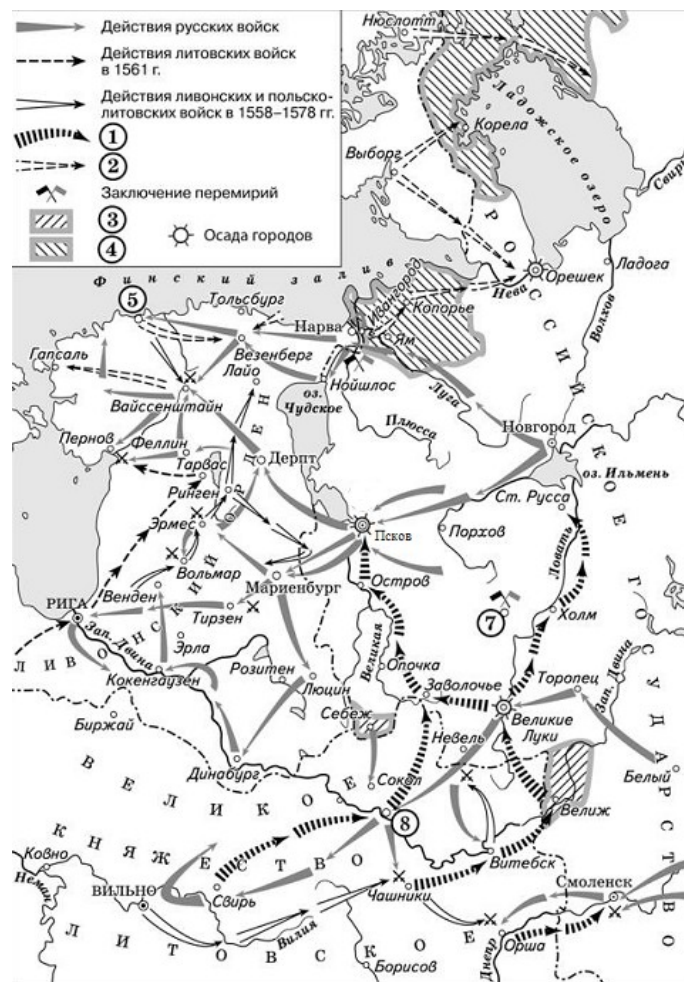 Действия русских войск
Действия литовских войск
в 1561 г.
Действия ливонских и польско-
литовских войск в 1558–1578 гг.
1
2
Заключение перемирий
3
4
Осада городов
Нюслотт
Ладожское озеро
Корела
Выборг
Свирь
РОССИЙСКОЕ ГОСУДАРСТВО
Орешек
Ладога
Нева
Волхов
Финский залив
5
Тольсбург
Нарва
Ивангород
Копорье
Ям
Гапсаль
Везенберг
Лайо
Нойшлос
оз.
Чудское
Луга
Вайссенштайн
Плюсса
Новгород
Пернов
Феллин
Дерпт
оз. Ильмень
Тарвас
Ринген
Ст. Русса
Псков
Порхов
Эрмес
Ловать
Вольмар
Мариенбург
Остров
Венден
РИГА
Тирзен
7
Холм
Зап. Двина
Эрла
Великая
ЛИВОНСКИЙ ОРДЕН
Кокенгаузен
Розитен
Люцин
Опочка
Заволочье
Торопец
Зап. Двина
Биржай
Себеж
Великие
Луки
Невель
Белый
Динабург
Сокол
Велиж
ВЕЛИКОЕ
КНЯЖЕСТВО
ЛИТОВСКОЕ
8
Ковно
Неман
Витебск
ВИЛЬНО
Свирь
Чашники
Смоленск
Вилия
Орша
Днепр
Борисов